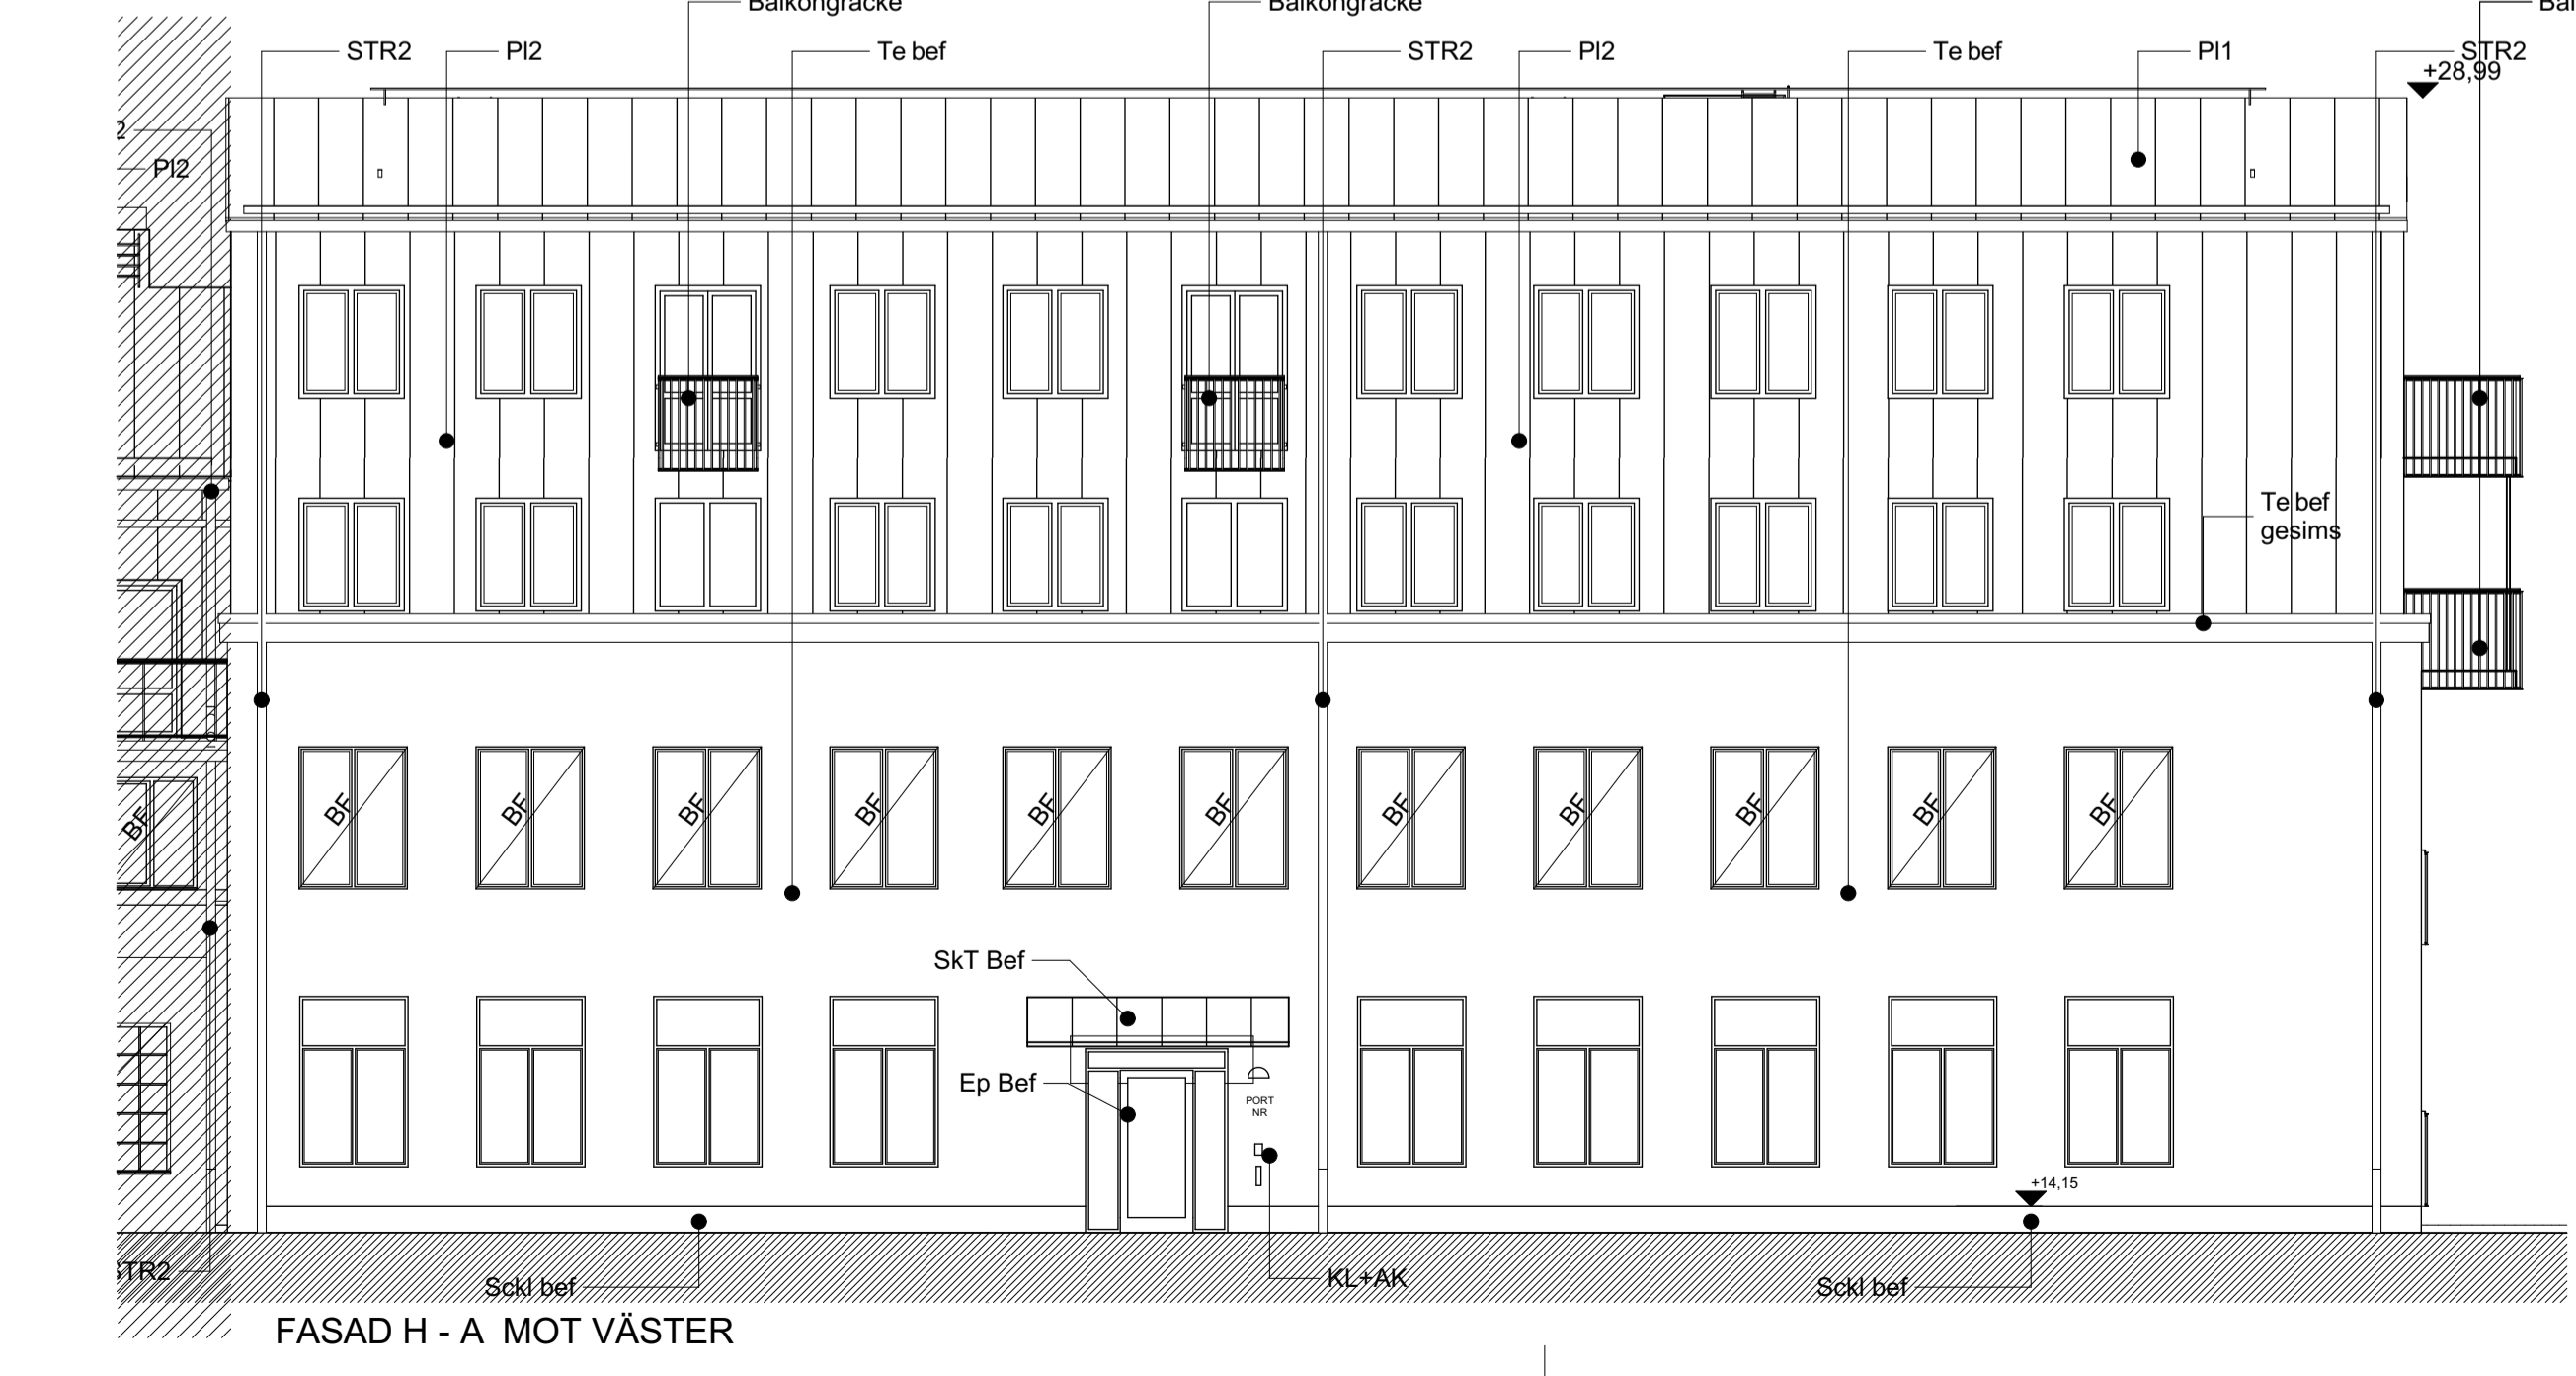 Balkongräcke
Balkongräcke
STR2
Pl2
Te bef
STR2
Pl2
Te bef
Pl1
STR2
+28,99
Pl2
Te bef
gesims
BF
BF
BF
BF
BF
BF
BF
BF
BF
BF
BF
BF
SkT Bef
Ep Bef
PORT
NR
+14,15
STR2
Sckl bef
KL+AK
Sckl bef
FASAD H - A MOT VÄSTER